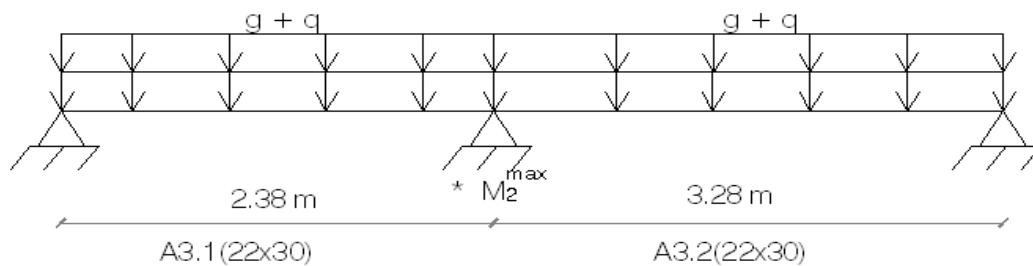 g + q g + q
* M₂ᵐᵃˣ
2.38 m 3.28 m
A3.1(22x30) A3.2(22x30)